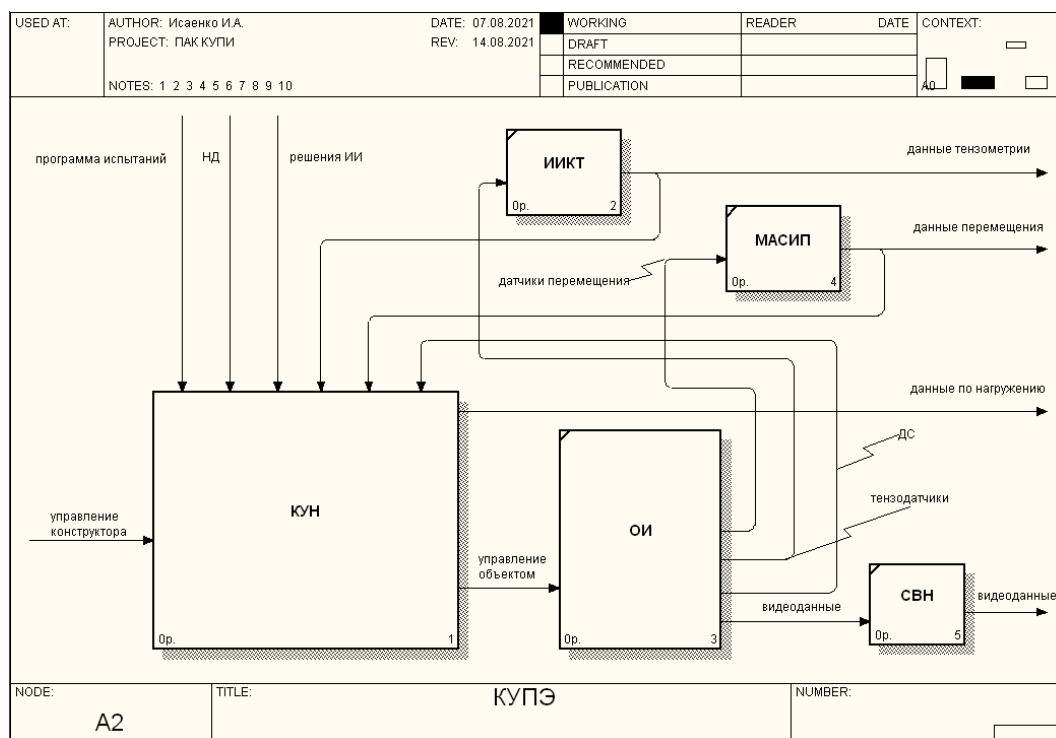 USED AT:
AUTHOR: Исаенко И.А.
DATE: 07.08.2021
WORKING
READER
DATE
CONTEXT:
PROJECT: ПАК КУПИ
REV: 14.08.2021
DRAFT
RECOMMENDED
NOTES: 1 2 3 4 5 6 7 8 9 10
PUBLICATION
A0
программа испытаний
НД
решения ИИ
ИИКТ
0р.
2
данные тензометрии
МАСИП
0р.
4
данные перемещения
датчики перемещения
данные по нагружению
ДС
тензодатчики
управление
конструктора
КУН
0р.
1
управление
объектом
ОИ
0р.
3
видеоданные
СВН
0р.
5
видеоданные
NODE:
TITLE:
NUMBER:
A2
КУПЭ